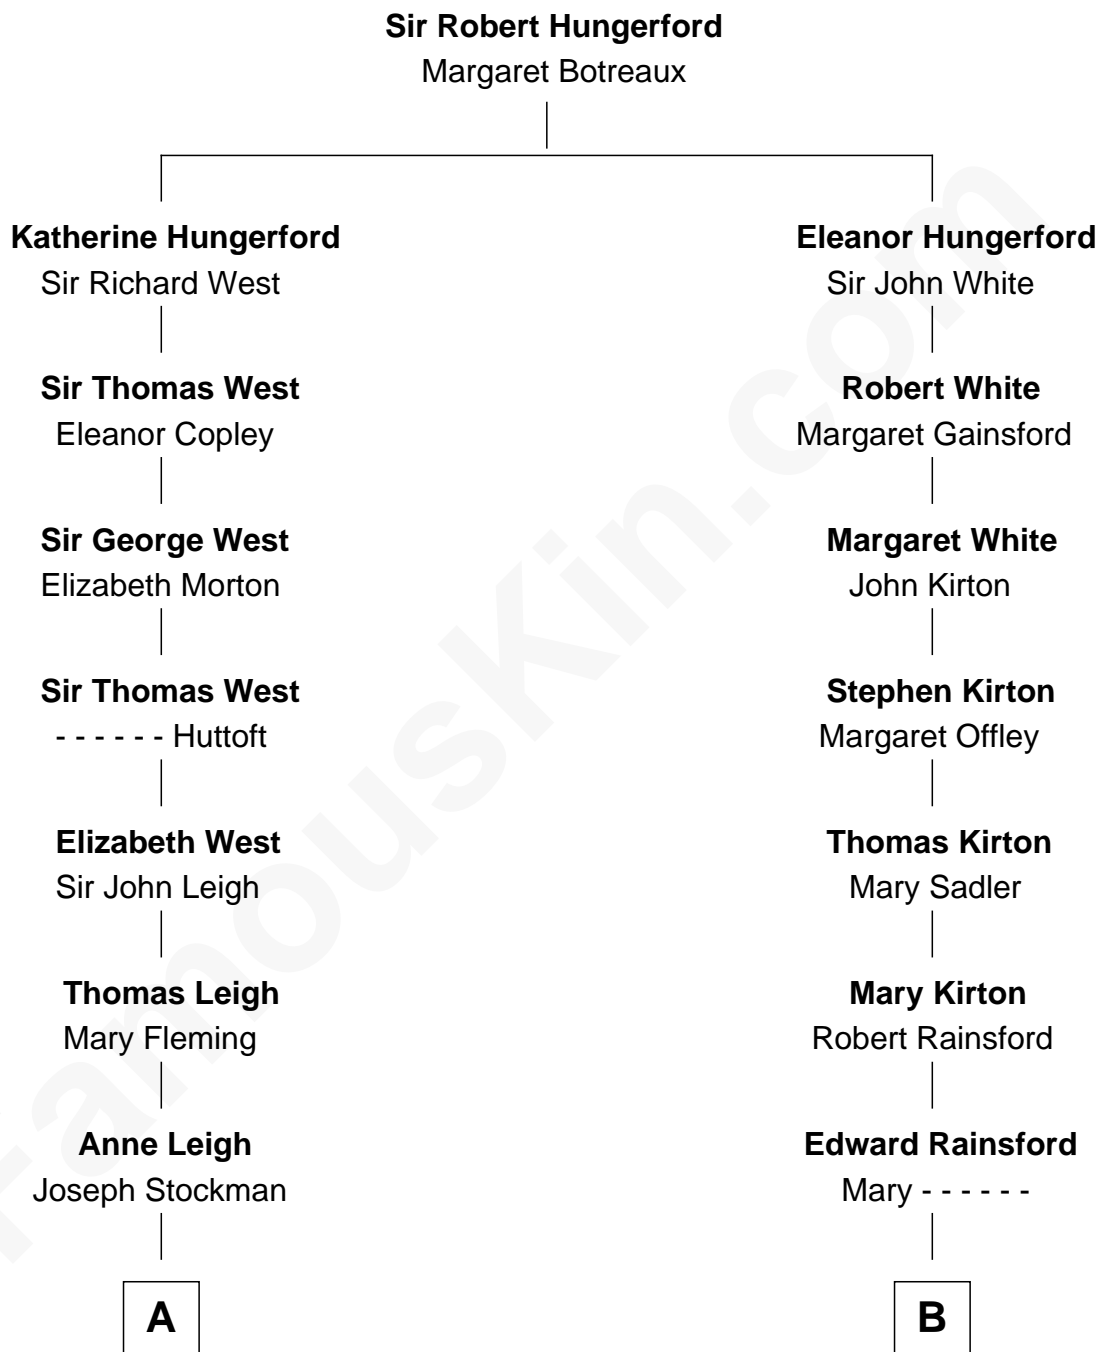 Sir Robert Hungerford
Margaret Botreaux
Katherine Hungerford
Sir Richard West
Eleanor Hungerford
Sir John White
Sir Thomas West
Eleanor Copley
Robert White
Margaret Gainsford
Sir George West
Elizabeth Morton
Margaret White
John Kirton
Sir Thomas West
- - - - - - Huttoft
Stephen Kirton
Margaret Offley
Elizabeth West
Sir John Leigh
Thomas Kirton
Mary Sadler
Thomas Leigh
Mary Fleming
Mary Kirton
Robert Rainsford
Anne Leigh
Joseph Stockman
Edward Rainsford
Mary - - - - - -
A
B
FamousKin.com